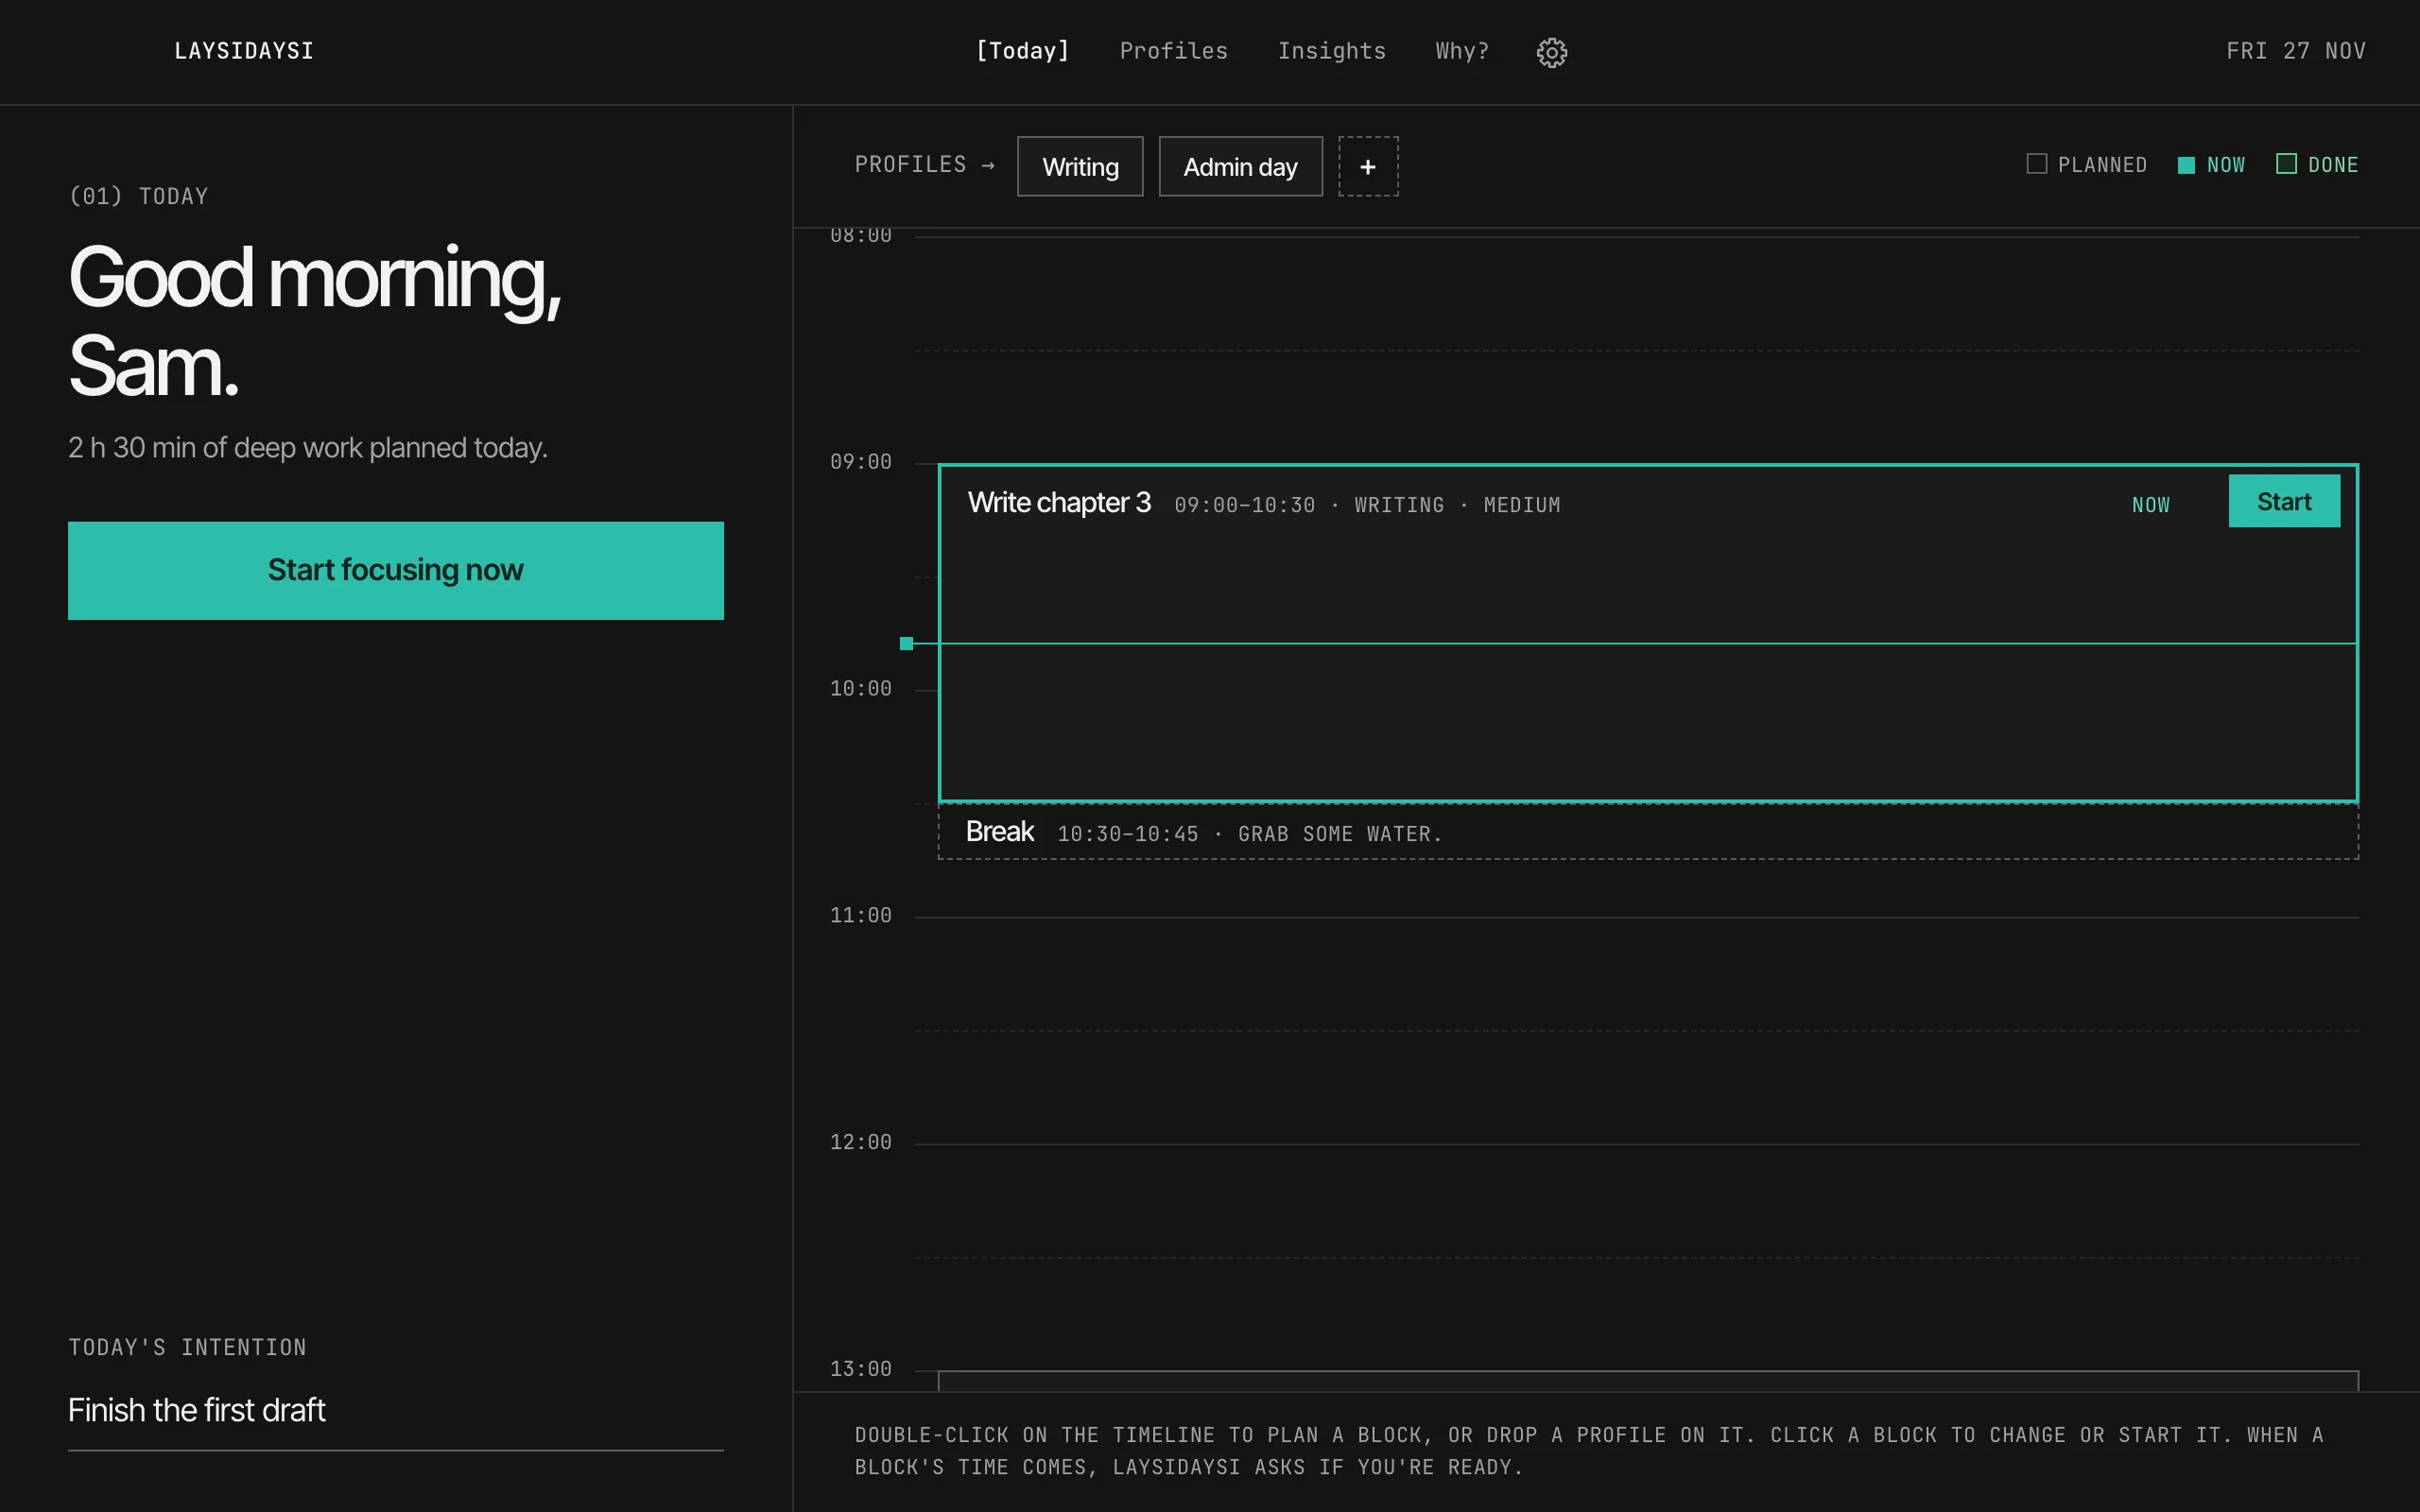 LAYSIDAYSI
[Today] Profiles Insights Why?
FRI 27 NOV
(01) TODAY
Good morning,
Sam.
2 h 30 min of deep work planned today.
Start focusing now
TODAY'S INTENTION
Finish the first draft
PROFILES → Writing Admin day +
PLANNED NOW DONE
08:00
09:00
Write chapter 3 09:00–10:30 · WRITING · MEDIUM NOW Start
10:00
Break 10:30–10:45 · GRAB SOME WATER.
11:00
12:00
13:00
DOUBLE-CLICK ON THE TIMELINE TO PLAN A BLOCK, OR DROP A PROFILE ON IT. CLICK A BLOCK TO CHANGE OR START IT. WHEN A
BLOCK'S TIME COMES, LAYSIDAYSI ASKS IF YOU'RE READY.